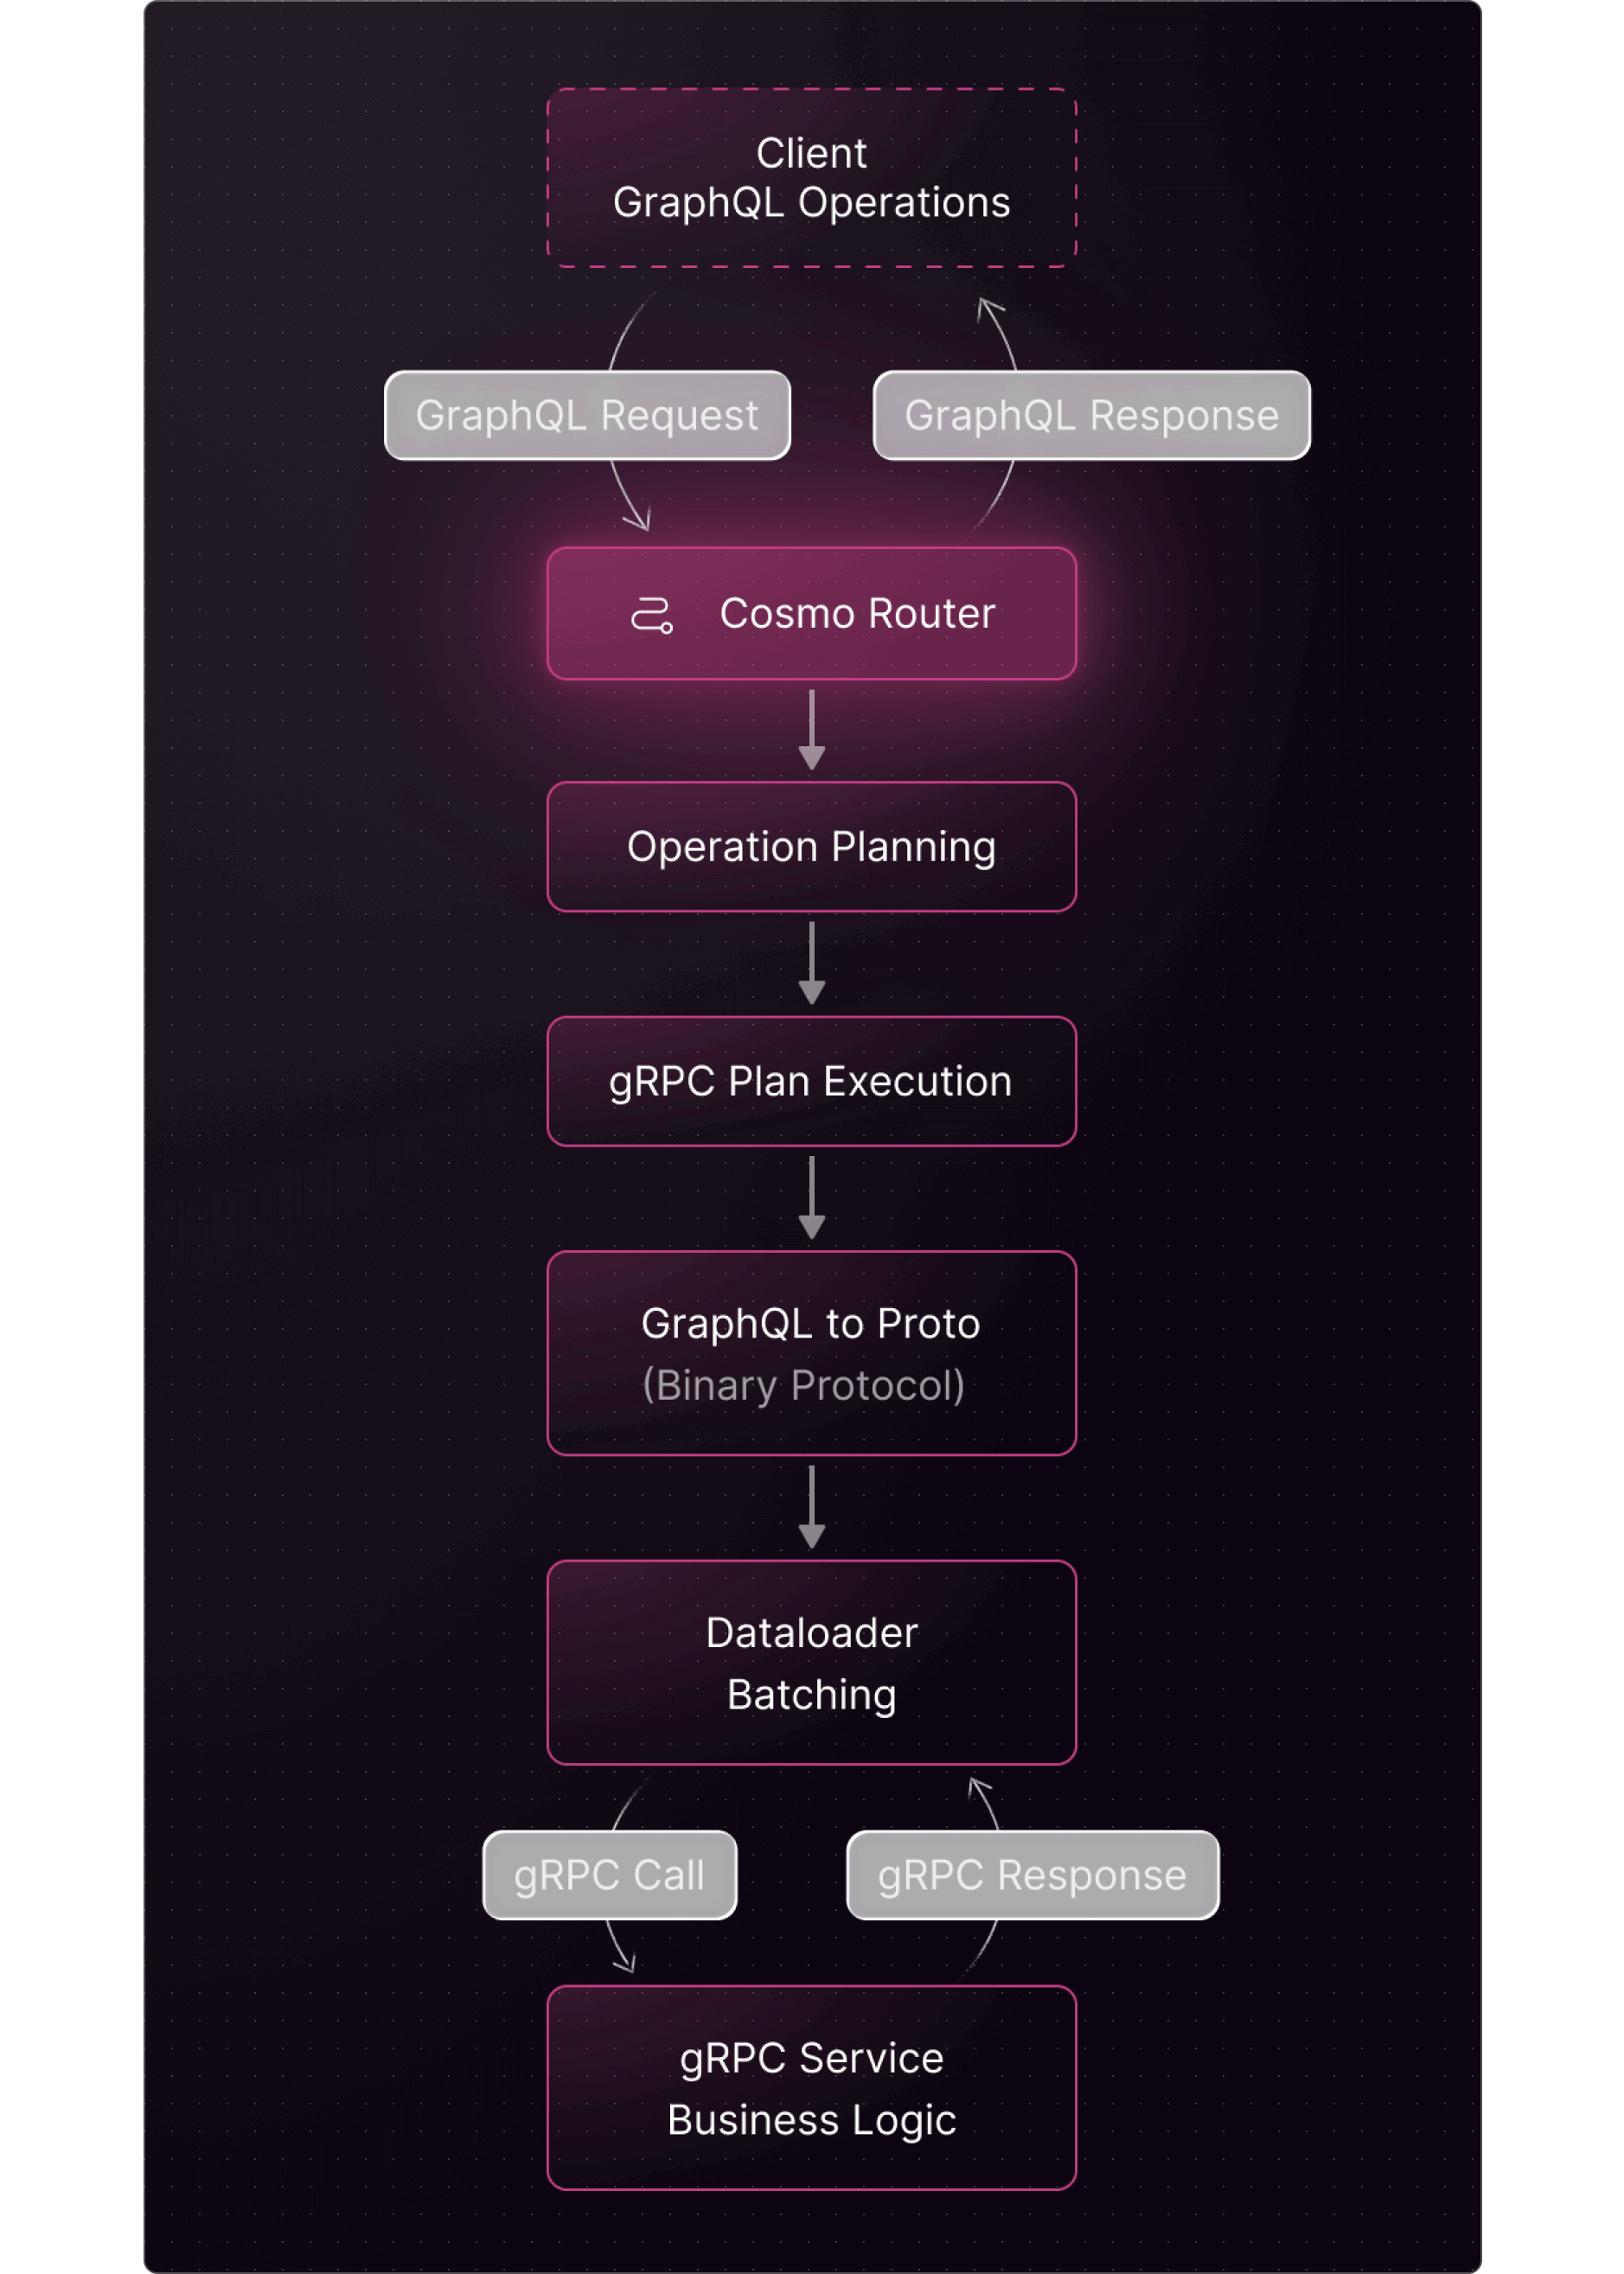 Client
GraphQL Operations
GraphQL Request
GraphQL Response
Cosmo Router
Operation Planning
gRPC Plan Execution
GraphQL to Proto
(Binary Protocol)
Dataloader
Batching
gRPC Call
gRPC Response
gRPC Service
Business Logic